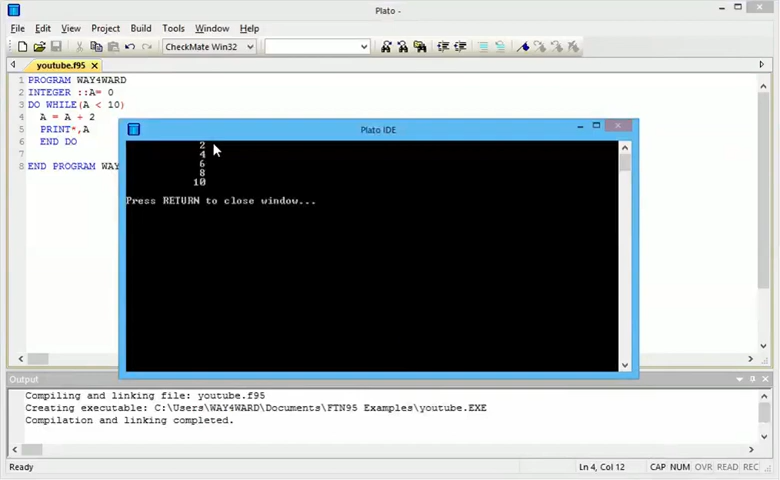 Plato -
File Edit View Project Build Tools Window Help
CheckMate Win32
youtube.f95
1 PROGRAM WAY4WARD
2 INTEGER ::A= 0
3 DO WHILE(A < 10)
4 A = A + 2
5 PRINT*,A
6 END DO
7
8 END PROGRAM WAY
Plato IDE
2
4
6
8
10
Press RETURN to close window...
Output
Compiling and linking file: youtube.f95
Creating executable: C:\Users\WAY4WARD\Documents\FTN95 Examples\youtube.EXE
Compilation and linking completed.
Ready
Ln 4, Col 12 CAP NUM OVR READ REC